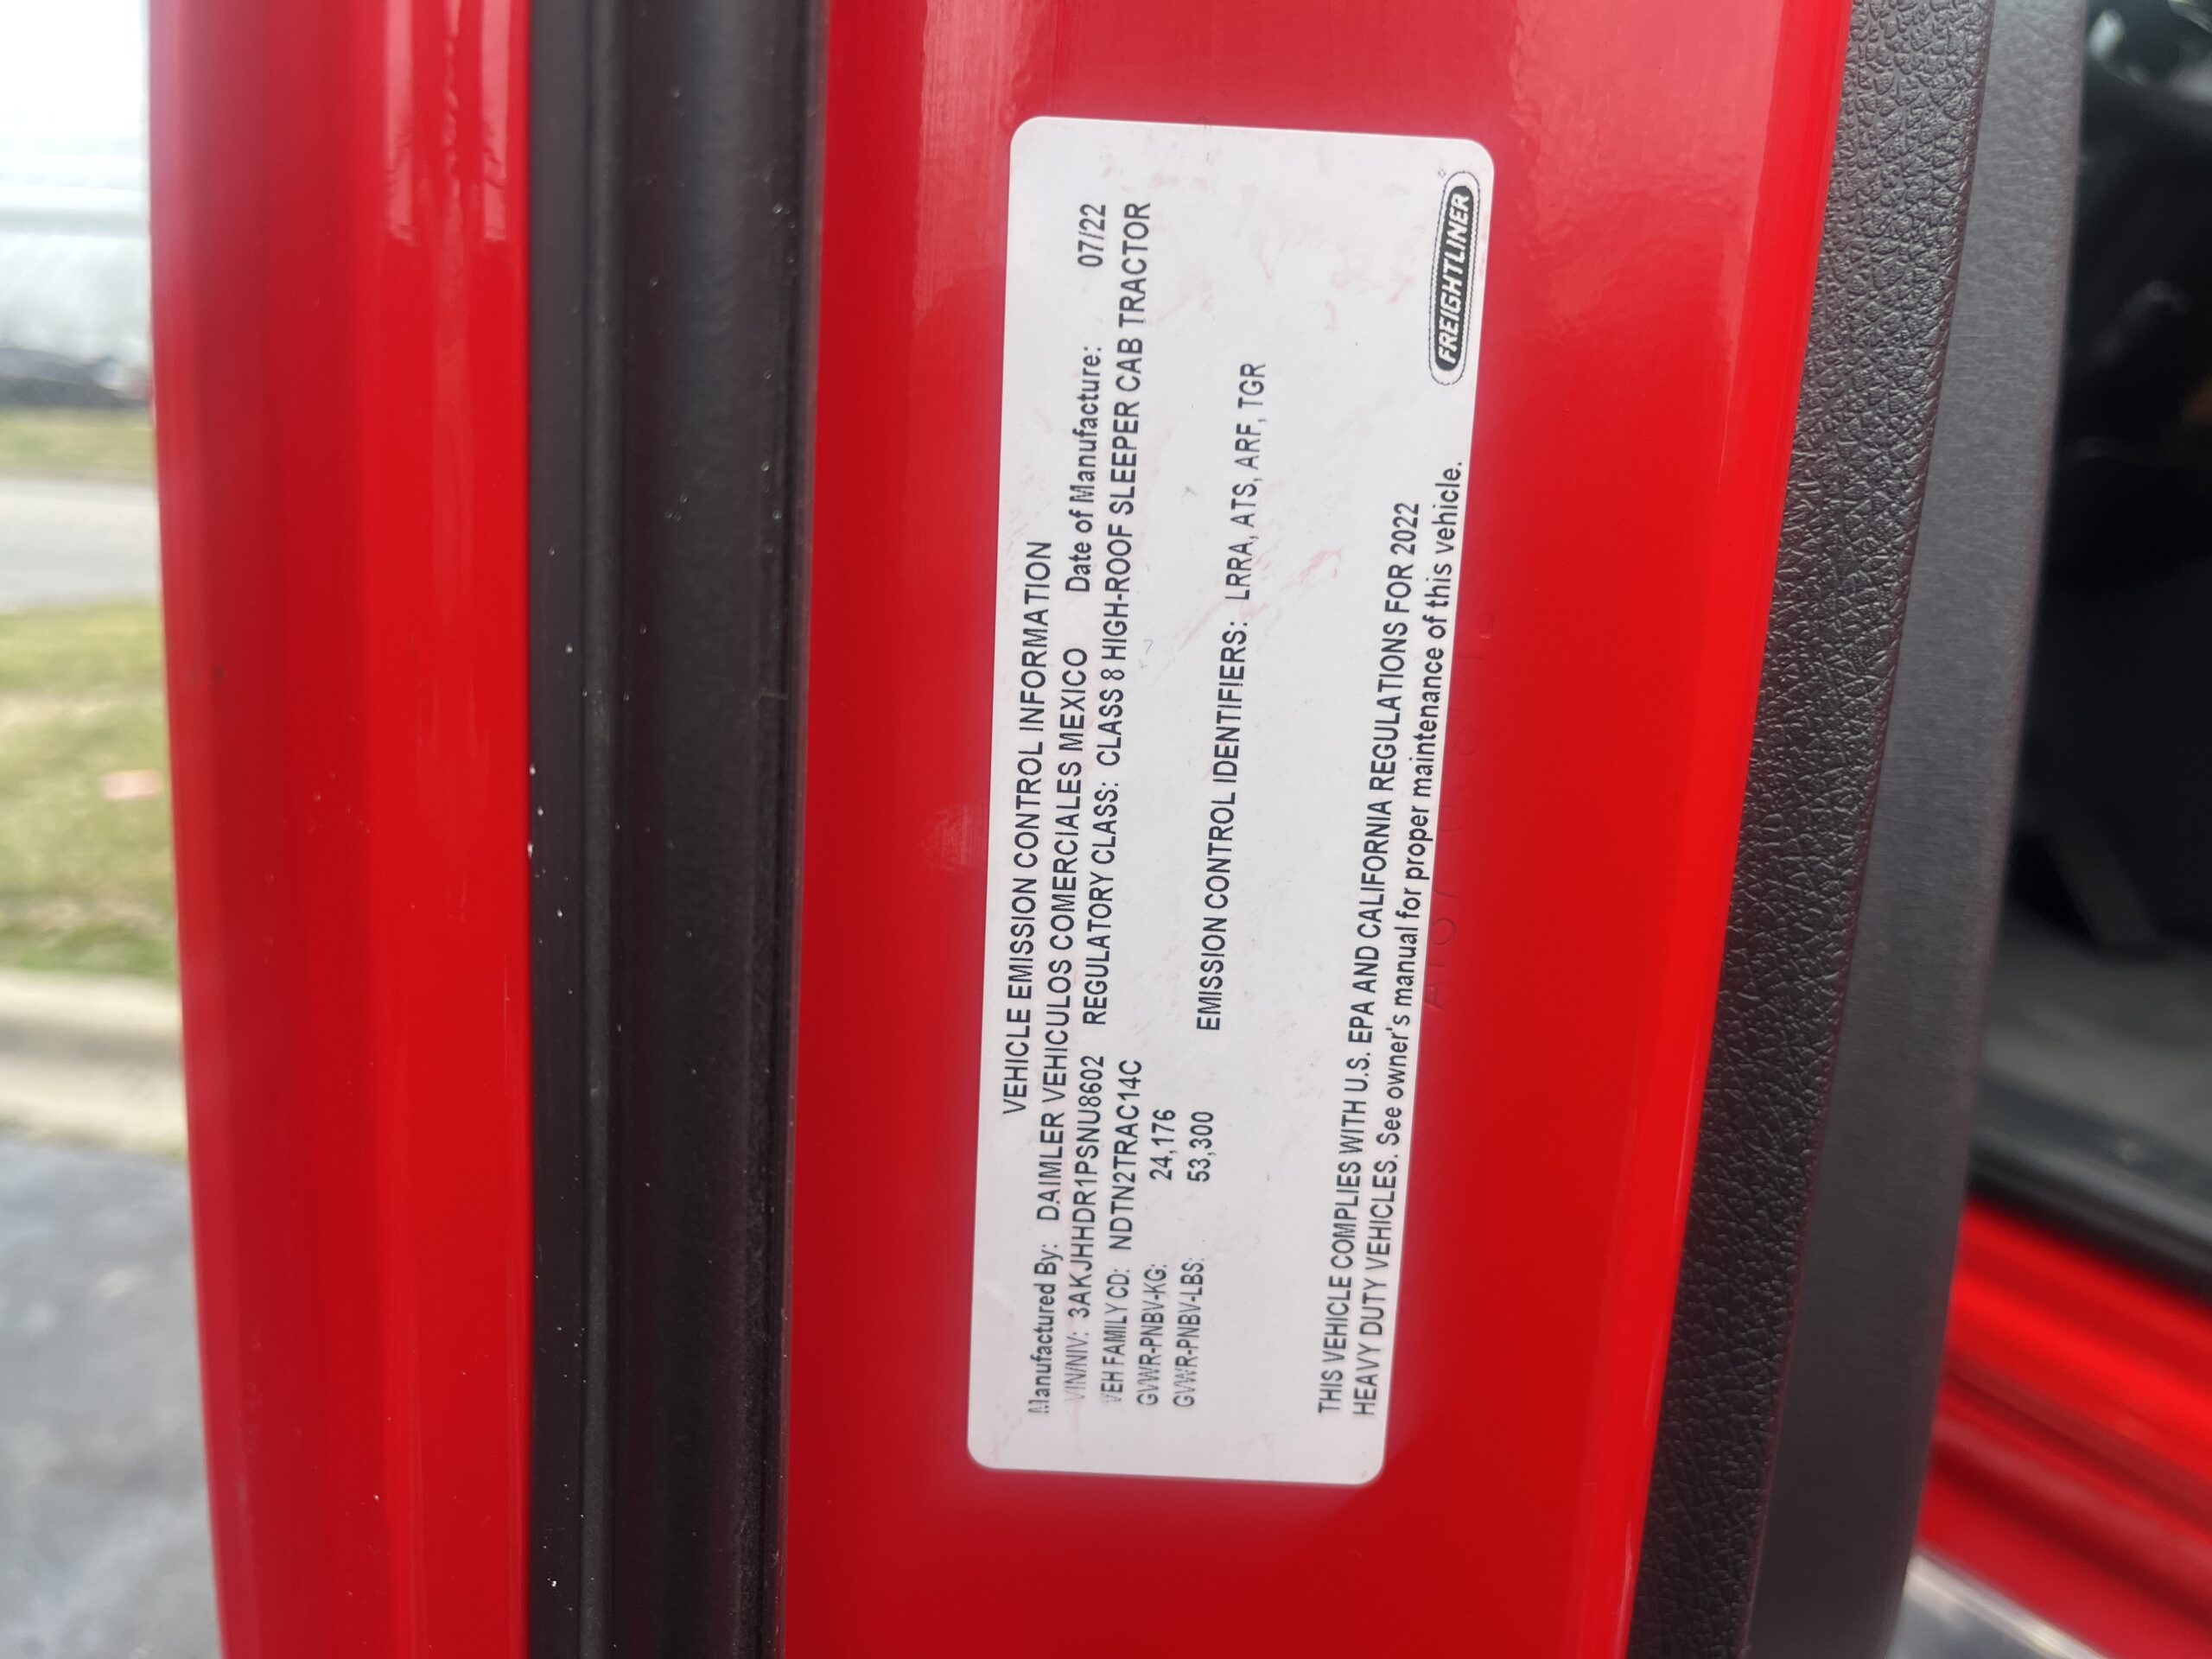 VEHICLE EMISSION CONTROL INFORMATION
Manufactured By: DAIMLER VEHICULOS COMERCIALES MEXICO Date of Manufacture: 07/22
VIN/NIV: 3AKJHHDR1PSNU8602 REGULATORY CLASS: CLASS 8 HIGH-ROOF SLEEPER CAB TRACTOR
VEH FAMILY CD: NDTN2TRAC14C
GVWR-PNBV-KG: 24,176
GVWR-PNBV-LBS: 53,300 EMISSION CONTROL IDENTIFIERS: LRRA, ATS, ARF, TGR
THIS VEHICLE COMPLIES WITH U.S. EPA AND CALIFORNIA REGULATIONS FOR 2022
HEAVY DUTY VEHICLES. See owner's manual for proper maintenance of this vehicle.
FREIGHTLINER